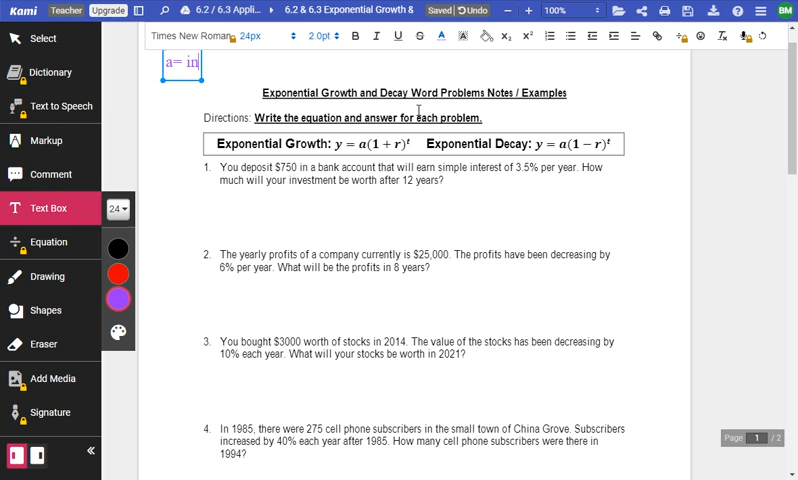 Kami Teacher Upgrade 6.2 / 6.3 Appli... 6.2 & 6.3 Exponential Growth & Saved Undo 100% BM
Times New Roman 24px 2.0pt B I U S A A X₂ X²
Select
Dictionary
Text to Speech
Markup
Comment
Text Box
24
Equation
Drawing
Shapes
Eraser
Add Media
Signature
a= in
Exponential Growth and Decay Word Problems Notes / Examples
Directions: Write the equation and answer for each problem.
Exponential Growth: y = a(1 + r)ᵗ Exponential Decay: y = a(1 − r)ᵗ
1. You deposit $750 in a bank account that will earn simple interest of 3.5% per year. How
much will your investment be worth after 12 years?
2. The yearly profits of a company currently is $25,000. The profits have been decreasing by
6% per year. What will be the profits in 8 years?
3. You bought $3000 worth of stocks in 2014. The value of the stocks has been decreasing by
10% each year. What will your stocks be worth in 2021?
4. In 1985, there were 275 cell phone subscribers in the small town of China Grove. Subscribers
increased by 40% each year after 1985. How many cell phone subscribers were there in
1994?
Page 1 / 2